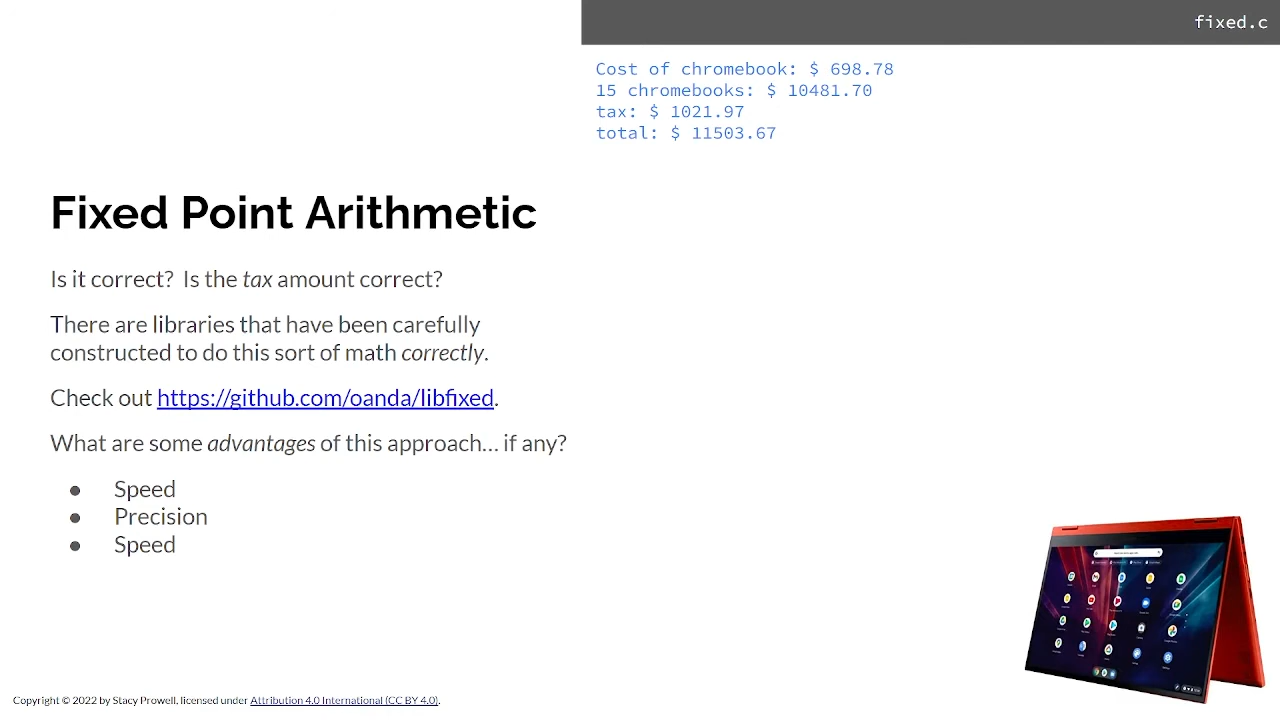 fixed.c
Cost of chromebook: $ 698.78
15 chromebooks: $ 10481.70
tax: $ 1021.97
total: $ 11503.67
Fixed Point Arithmetic
Is it correct? Is the tax amount correct?
There are libraries that have been carefully
constructed to do this sort of math correctly.
Check out https://github.com/oanda/libfixed.
What are some advantages of this approach… if any?
● Speed
● Precision
● Speed
Copyright © 2022 by Stacy Prowell, licensed under Attribution 4.0 International (CC BY 4.0).